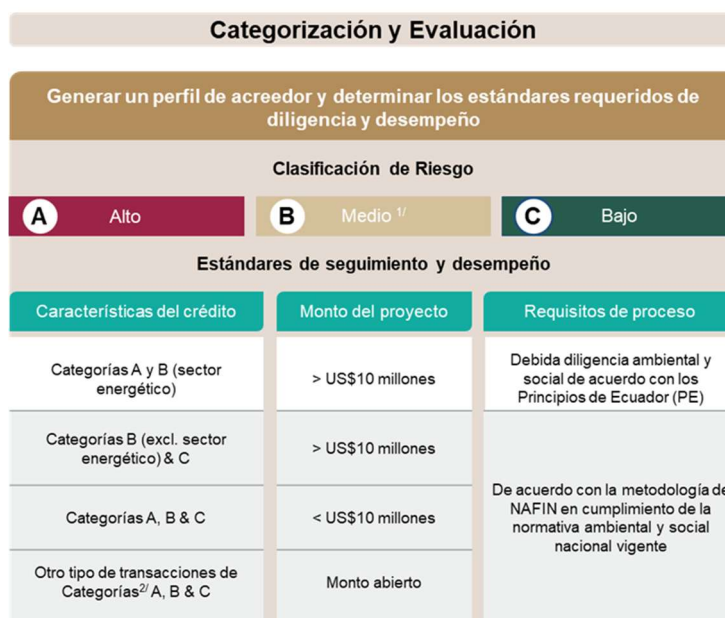 Categorización y Evaluación
Generar un perfil de acreedor y determinar los estándares requeridos de
diligencia y desempeño
Clasificación de Riesgo
A Alto
B Medio 1/
C Bajo
Estándares de seguimiento y desempeño
Características del crédito
Monto del proyecto
Requisitos de proceso
Categorías A y B (sector
energético)
> US$10 millones
Debida diligencia ambiental y
social de acuerdo con los
Principios de Ecuador (PE)
Categorías B (excl. sector
energético) & C
> US$10 millones
Categorías A, B & C
< US$10 millones
De acuerdo con la metodología de
NAFIN en cumplimiento de la
normativa ambiental y social
nacional vigente
Otro tipo de transacciones de
Categorías2/ A, B & C
Monto abierto